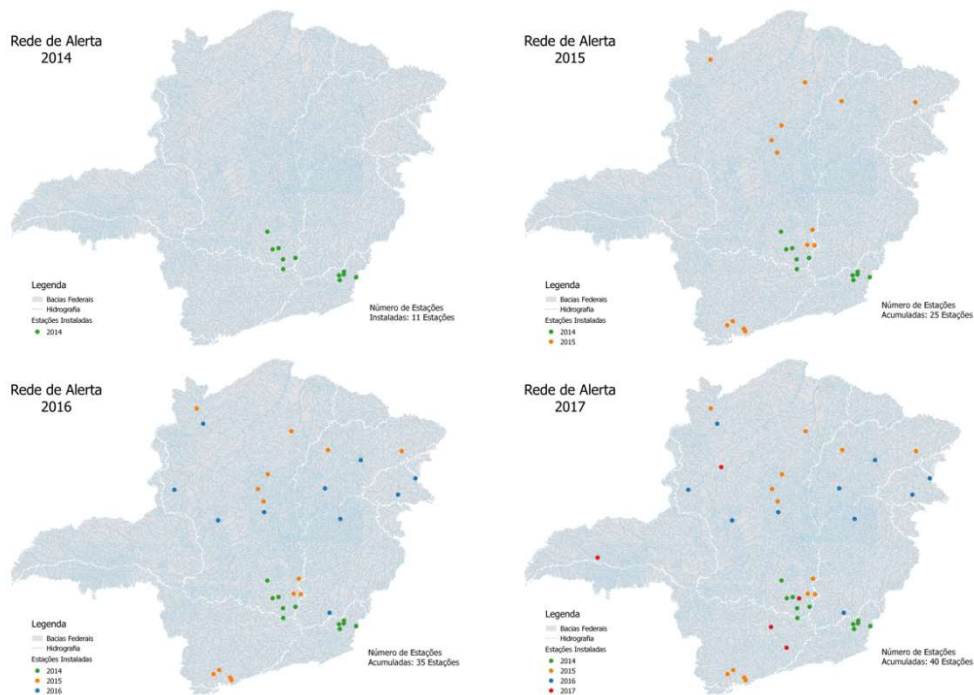 Rede de Alerta
2014
Legenda
Bacias Federais
Hidrografia
Estações Instaladas
2014
Número de Estações
Instaladas: 11 Estações
Rede de Alerta
2015
Legenda
Bacias Federais
Hidrografia
Estações Instaladas
2014
2015
Número de Estações
Acumuladas: 25 Estações
Rede de Alerta
2016
Legenda
Bacias Federais
Hidrografia
Estações Instaladas
2014
2015
2016
Número de Estações
Acumuladas: 35 Estações
Rede de Alerta
2017
Legenda
Bacias Federais
Hidrografia
Estações Instaladas
2014
2015
2016
2017
Número de Estações
Acumuladas: 40 Estações